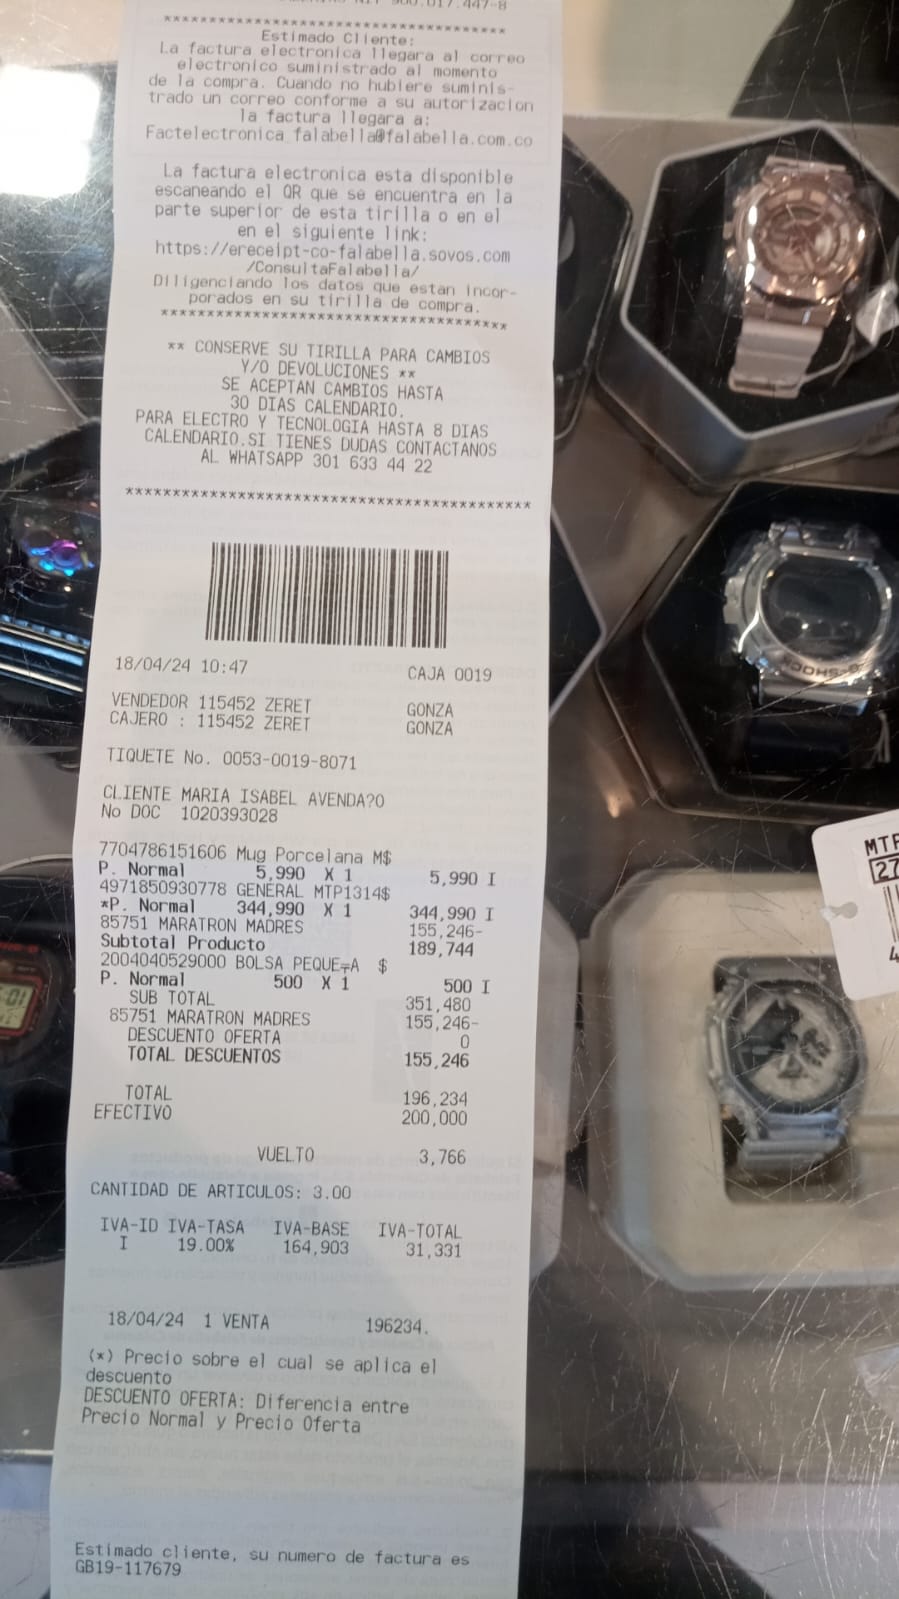 NIT 900.017.447-8
*************************************
Estimado Cliente:
La factura electronica llegara al correo
electronico suministrado al momento
de la compra. Cuando no hubiere suminis-
trado un correo conforme a su autorizacion
la factura llegara a:
Factelectronica_falabella@falabella.com.co
La factura electronica esta disponible
escaneando el QR que se encuentra en la
parte superior de esta tirilla o en el
en el siguiente link:
https://ereceipt-co-falabella.sovos.com
/ConsultaFalabella/
Diligenciando los datos que estan incor-
porados en su tirilla de compra.
*************************************
** CONSERVE SU TIRILLA PARA CAMBIOS
Y/O DEVOLUCIONES **
SE ACEPTAN CAMBIOS HASTA
30 DIAS CALENDARIO.
PARA ELECTRO Y TECNOLOGIA HASTA 8 DIAS
CALENDARIO.SI TIENES DUDAS CONTACTANOS
AL WHATSAPP 301 633 44 22
*******************************************
18/04/24 10:47 CAJA 0019
VENDEDOR 115452 ZERET GONZA
CAJERO : 115452 ZERET GONZA
TIQUETE No. 0053-0019-8071
CLIENTE MARIA ISABEL AVENDA?O
No DOC 1020393028
7704786151606 Mug Porcelana M$
P. Normal 5,990 X 1 5,990 I
4971850930778 GENERAL MTP1314$
*P. Normal 344,990 X 1 344,990 I
85751 MARATRON MADRES 155,246-
Subtotal Producto 189,744
2004040529000 BOLSA PEQUE╤A $
P. Normal 500 X 1 500 I
SUB TOTAL 351,480
85751 MARATRON MADRES 155,246-
DESCUENTO OFERTA 0
TOTAL DESCUENTOS 155,246
TOTAL 196,234
EFECTIVO 200,000
VUELTO 3,766
CANTIDAD DE ARTICULOS: 3.00
IVA-ID IVA-TASA IVA-BASE IVA-TOTAL
I 19.00% 164,903 31,331
18/04/24 1 VENTA 196234.
(*) Precio sobre el cual se aplica el
descuento
DESCUENTO OFERTA: Diferencia entre
Precio Normal y Precio Oferta
Estimado cliente, su numero de factura es
GB19-117679
G-SHOCK
MTP
27
4